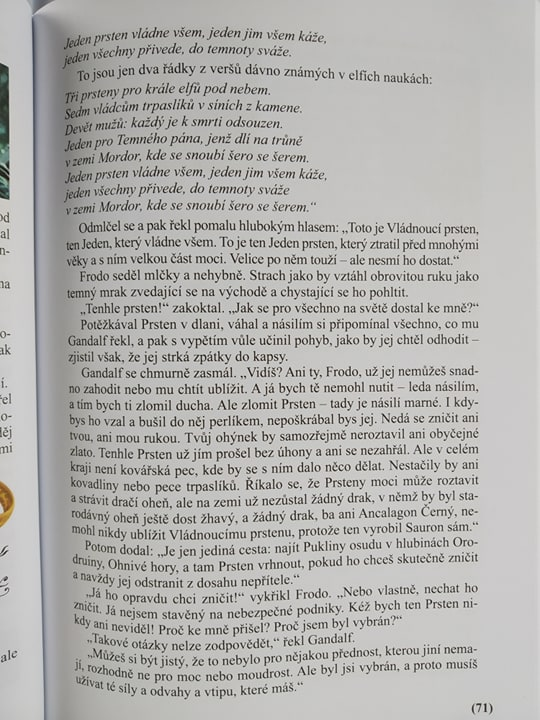 Jeden prsten vládne všem, jeden jim všem káže,
jeden všechny přivede, do temnoty sváže.
To jsou jen dva řádky z veršů dávno známých v elfích naukách:
Tři prsteny pro krále elfů pod nebem.
Sedm vládcům trpaslíků v síních z kamene.
Devět mužů: každý je k smrti odsouzen.
Jeden pro Temného pána, jenž dlí na trůně
v zemi Mordor, kde se snoubí šero se šerem.
Jeden prsten vládne všem, jeden jim všem káže,
jeden všechny přivede, do temnoty sváže
v zemi Mordor, kde se snoubí šero se šerem.“
Odmlčel se a pak řekl pomalu hlubokým hlasem: „Toto je Vládnoucí prsten,
ten Jeden, který vládne všem. To je ten Jeden prsten, který ztratil před mnohými
věky a s ním velkou část moci. Velice po něm touží – ale nesmí ho dostat.“
Frodo seděl mlčky a nehybně. Strach jako by vztáhl obrovitou ruku jako
temný mrak zvedající se na východě a chystající se ho pohltit.
„Tenhle prsten!“ zakoktal. „Jak se pro všechno na světě dostal ke mně?“
Potěžkával Prsten v dlani, váhal a násilím si připomínal všechno, co mu
Gandalf řekl, a pak s vypětím vůle učinil pohyb, jako by jej chtěl odhodit –
zjistil však, že jej strká zpátky do kapsy.
Gandalf se chmurně zasmál. „Vidíš? Ani ty, Frodo, už jej nemůžeš snad-
no zahodit nebo mu chtít ublížit. A já bych tě nemohl nutit – leda násilím,
a tím bych ti zlomil ducha. Ale zlomit Prsten – tady je násilí marné. I kdy-
bys ho vzal a bušil do něj perlíkem, nepoškrábal bys jej. Nedá se zničit ani
tvou, ani mou rukou. Tvůj ohýnek by samozřejmě neroztavil ani obyčejné
zlato. Tenhle Prsten už jím prošel bez úhony a ani se nezahřál. Ale v celém
kraji není kovářská pec, kde by se s ním dalo něco dělat. Nestačily by ani
kovadliny nebo pece trpaslíků. Říkalo se, že Prsteny moci může roztavit
a strávit dračí oheň, ale na zemi už nezůstal žádný drak, v němž by byl sta-
rodávný oheň ještě dost žhavý, a žádný drak, ba ani Ancalagon Černý, ne-
mohl nikdy ublížit Vládnoucímu prstenu, protože ten vyrobil Sauron sám.“
Potom dodal: „Je jen jediná cesta: najít Pukliny osudu v hlubinách Oro-
druiny, Ohnivé hory, a tam Prsten vrhnout, pokud ho chceš skutečně zničit
a navždy jej odstranit z dosahu nepřítele.“
„Já ho opravdu chci zničit!“ vykřikl Frodo. „Nebo vlastně, nechat ho
zničit. Já nejsem stavěný na nebezpečné podniky. Kéž bych ten Prsten ni-
kdy ani neviděl! Proč ke mně přišel? Proč jsem byl vybrán?“
„Takové otázky nelze zodpovědět,“ řekl Gandalf.
„Můžeš si být jistý, že to nebylo pro nějakou přednost, kterou jiní nema-
jí, rozhodně ne pro moc nebo moudrost. Ale byl jsi vybrán, a proto musíš
užívat té síly a odvahy a vtipu, které máš.“
(71)